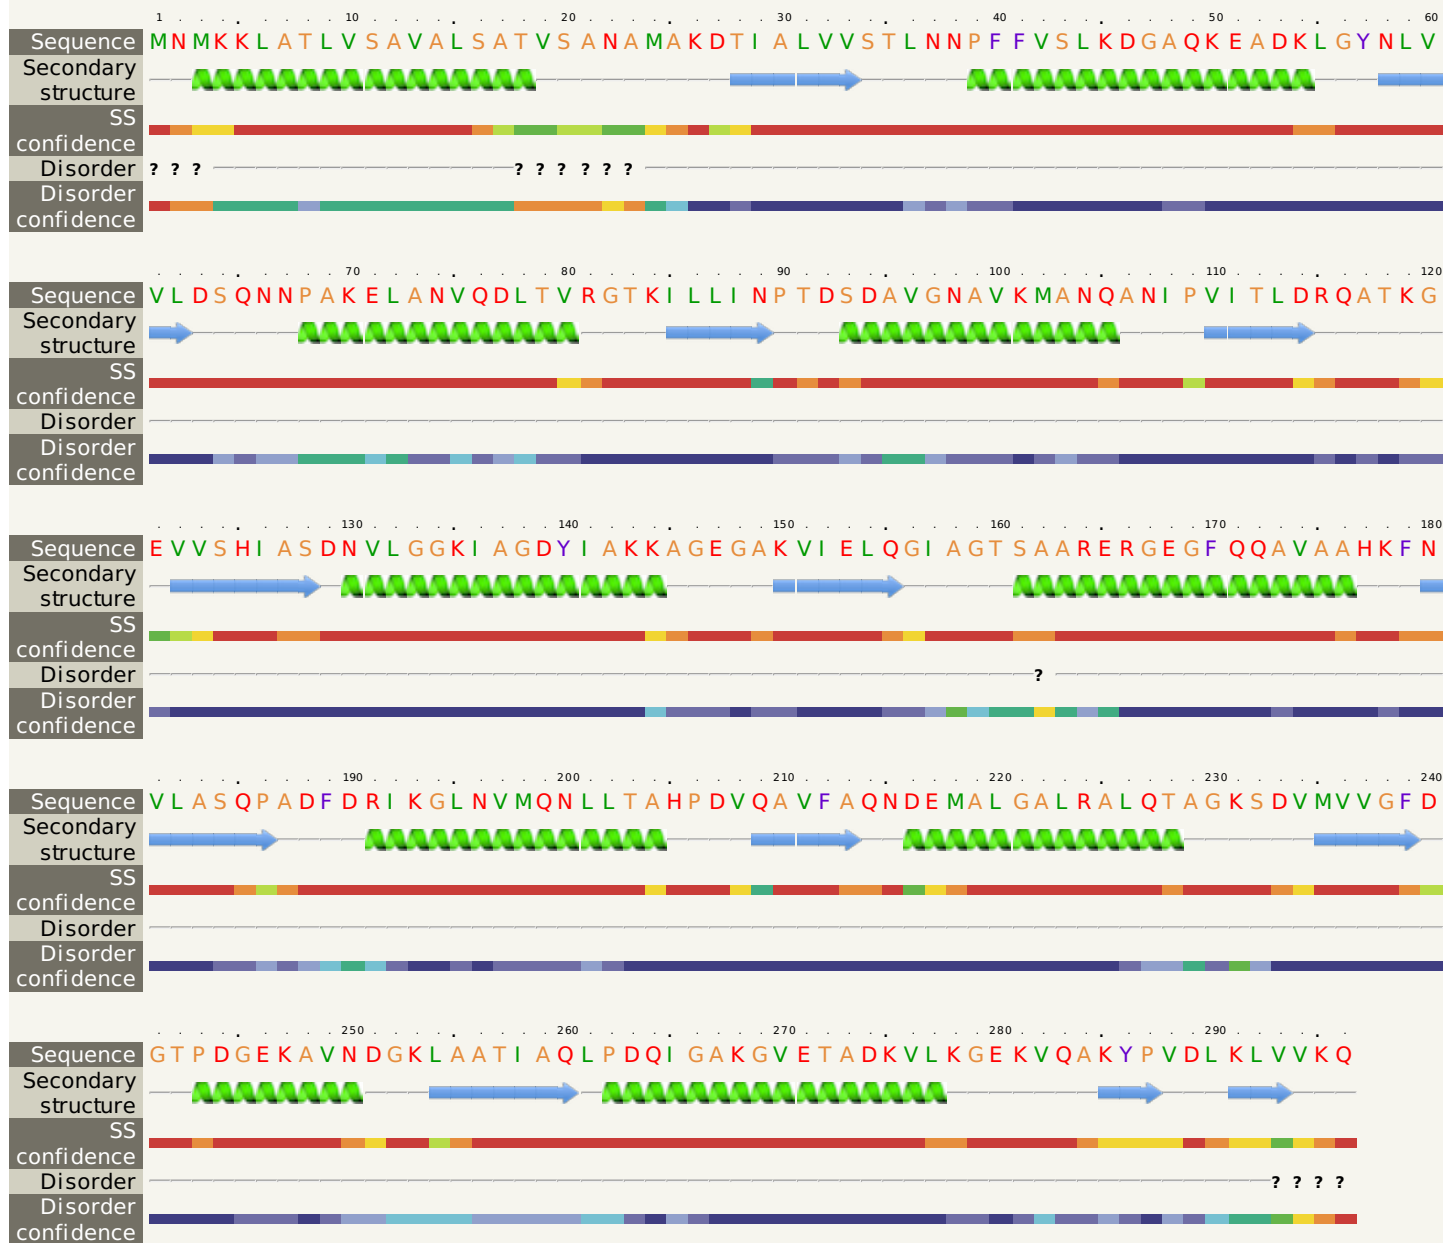 1 10 20 30 40 50 60
Sequence MNMKKLATLVSAVALSATVSANAMAKDTIALVVSTLNNPFFVSLKDGAQKEADKLGYNLV
Secondary
structure
SS
confidence
Disorder ? ? ? ? ? ? ? ? ?
Disorder
confidence
70 80 90 100 110 120
Sequence VLDSQNNPAKELANVQDLTVRGTKILLINPTDSDAVGNAVKMANQANIPVITLDRQATKG
Secondary
structure
SS
confidence
Disorder
Disorder
confidence
130 140 150 160 170 180
Sequence EVVSHIASDNVLGGKIAGDYIAKKAGEGAKVIELQGIAGTSAARERGEGFQQAVAAHKFN
Secondary
structure
SS
confidence
Disorder ?
Disorder
confidence
190 200 210 220 230 240
Sequence VLASQPADFDRIKGLNVMQNLLTAHPDVQAVFAQNDEMALGALRALQTAGKSDVMVVGFD
Secondary
structure
SS
confidence
Disorder
Disorder
confidence
250 260 270 280 290
Sequence GTPDGEKAVNDGKLAATIAQLPDQIGAKGVETADKVLKGEKVQAKYPVDLKLVVKQ
Secondary
structure
SS
confidence
Disorder ? ? ? ?
Disorder
confidence